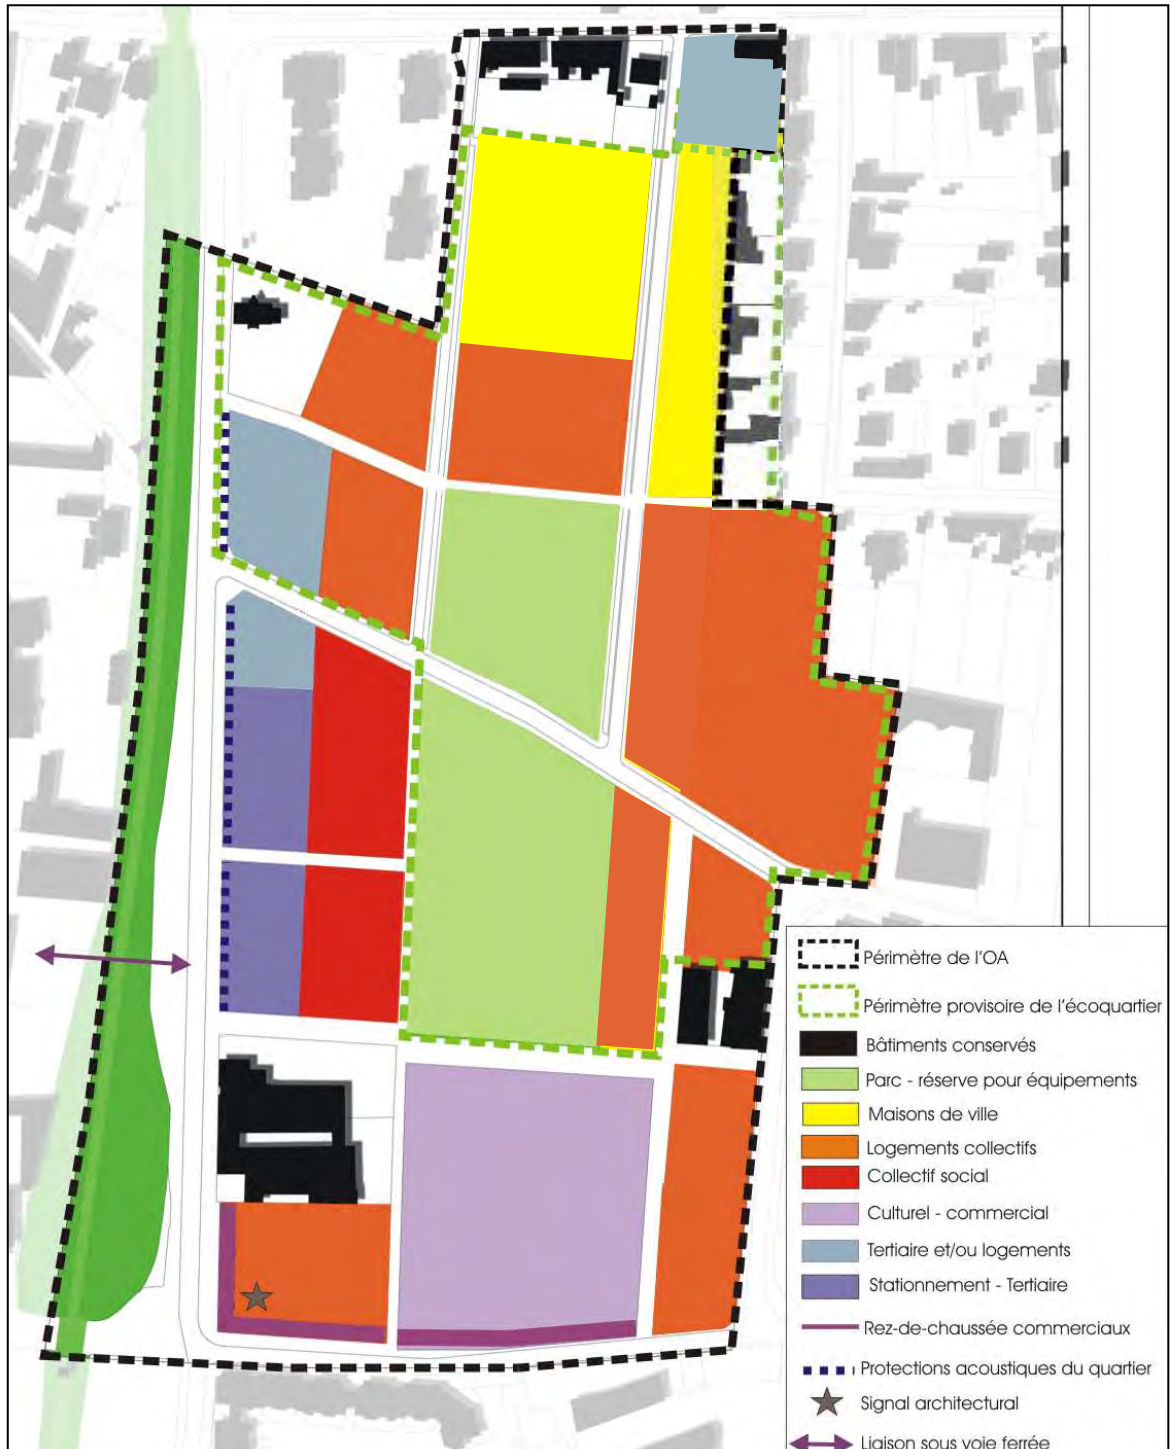 Périmètre de l'OA
Périmètre provisoire de l'écoquartier
Bâtiments conservés
Parc - réserve pour équipements
Maisons de ville
Logements collectifs
Collectif social
Culturel - commercial
Tertiaire et/ou logements
Stationnement - Tertiaire
Rez-de-chaussée commerciaux
Protections acoustiques du quartier
Signal architectural
Liaison sous voie ferrée